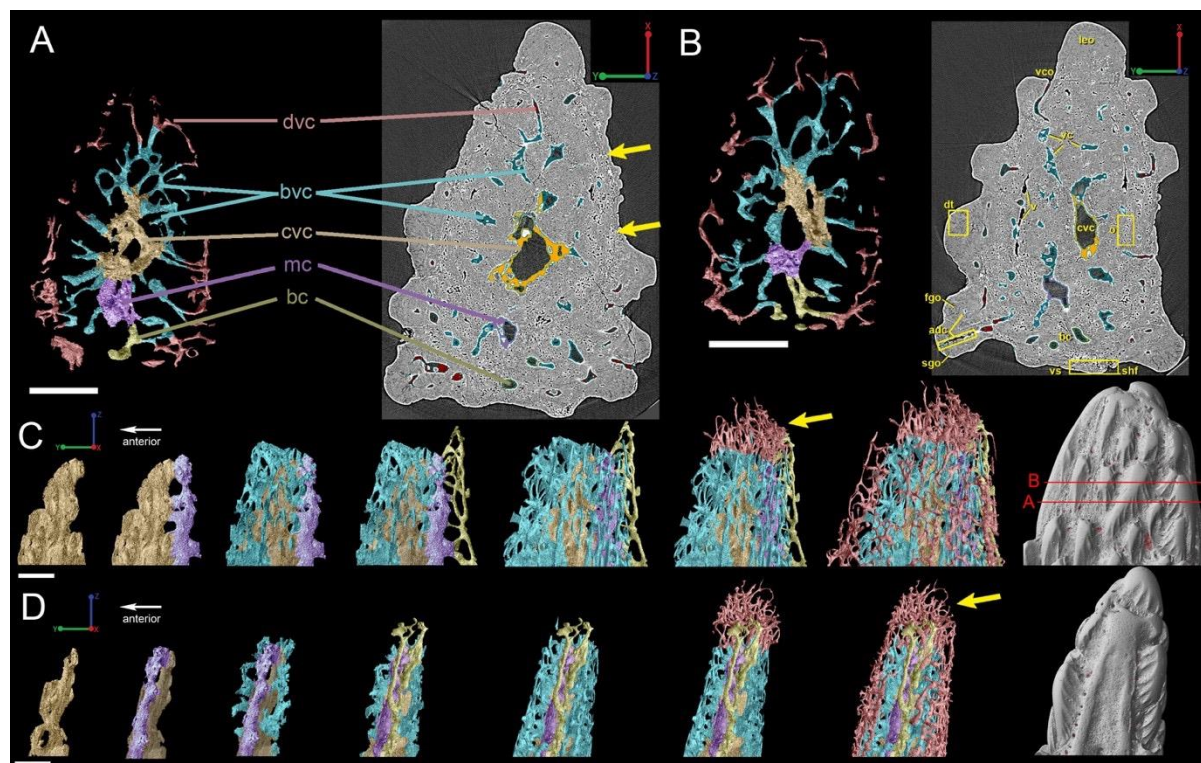 A
dvc
bvc
cvc
mc
bc
X
Y
Z
B
leo
X
Y
Z
vco
vc
v
dt
cvc
o
fgo
adc
sgo
bc
vs
shf
C
Z
Y
X
anterior
B
A
D
Z
Y
X
anterior